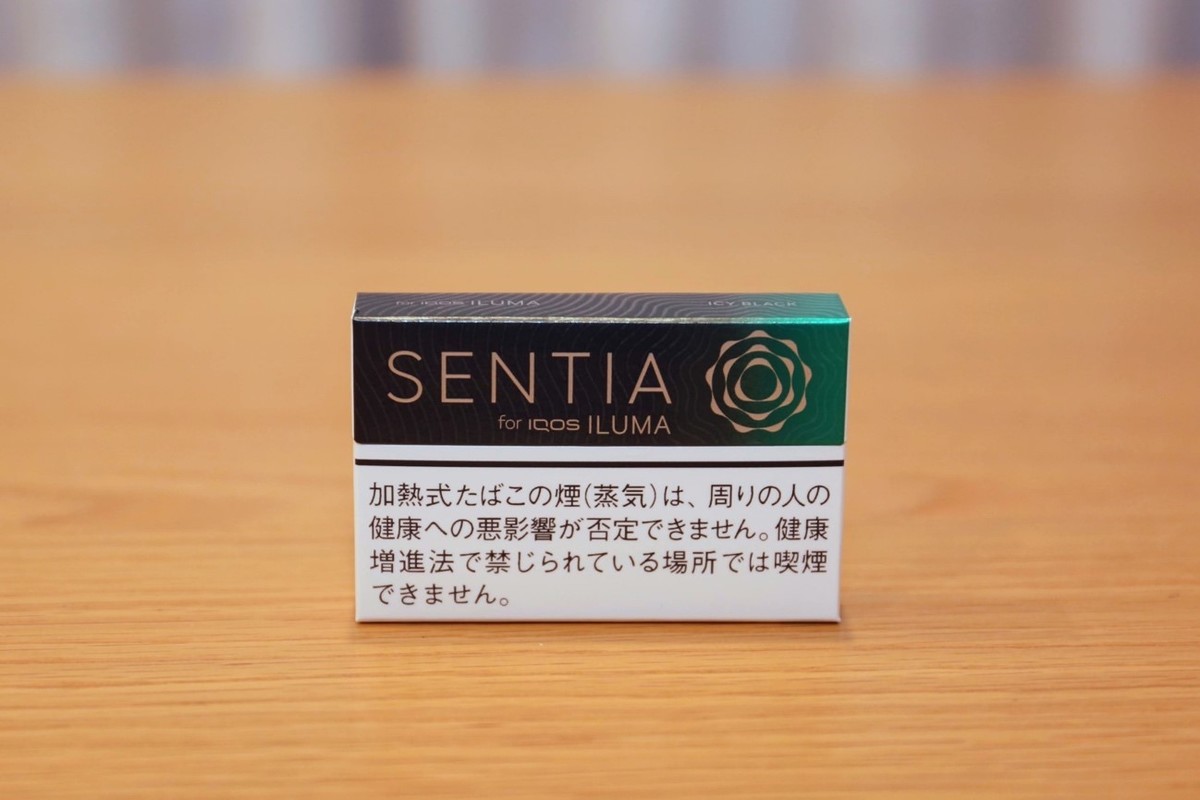 for IQOS ILUMA ICY BLACK
SENTIA
for IQOS ILUMA
加熱式たばこの煙(蒸気)は、周りの人の
健康への悪影響が否定できません。健康
増進法で禁じられている場所では喫煙
できません。